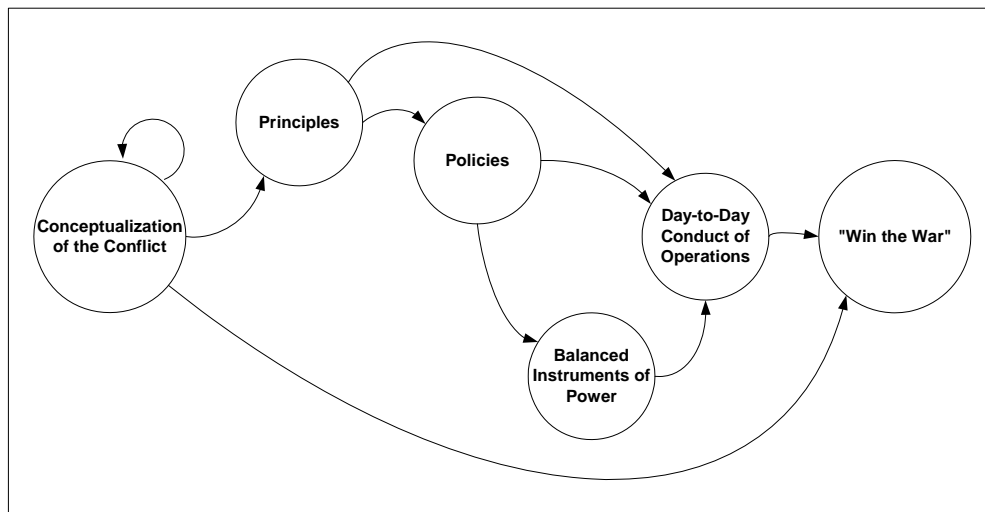 Conceptualization
of the Conflict
Principles
Policies
Balanced
Instruments of
Power
Day-to-Day
Conduct of
Operations
"Win the War"